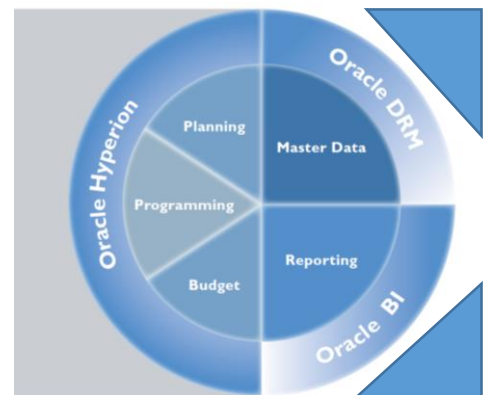 Oracle Hyperion
Planning
Programming
Budget
Oracle DRM
Master Data
Reporting
Oracle BI